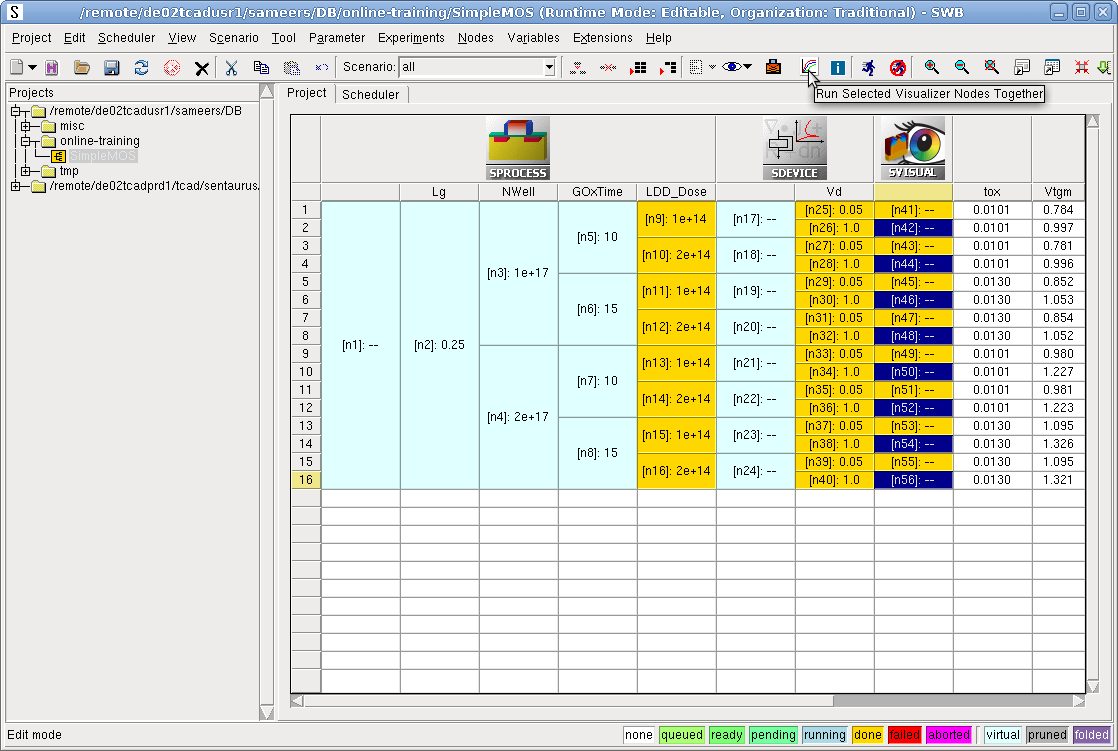 S /remote/de02tcadusr1/sameers/DB/online-training/SimpleMOS (Runtime Mode: Editable, Organization: Traditional) - SWB
Project Edit Scheduler View Scenario Tool Parameter Experiments Nodes Variables Extensions Help
Scenario: all
Run Selected Visualizer Nodes Together
Projects
/remote/de02tcadusr1/sameers/DB
misc
online-training
SimpleMOS
tmp
/remote/de02tcadprd1/tcad/sentaurus.
Project Scheduler
SPROCESS SDEVICE SVISUAL
Lg NWell GOxTime LDD_Dose Vd tox Vtgm
1 [n1]: -- [n2]: 0.25 [n3]: 1e+17 [n5]: 10 [n9]: 1e+14 [n17]: -- [n25]: 0.05 [n41]: -- 0.0101 0.784
2 [n26]: 1.0 [n42]: -- 0.0101 0.997
3 [n10]: 2e+14 [n18]: -- [n27]: 0.05 [n43]: -- 0.0101 0.781
4 [n28]: 1.0 [n44]: -- 0.0101 0.996
5 [n6]: 15 [n11]: 1e+14 [n19]: -- [n29]: 0.05 [n45]: -- 0.0130 0.852
6 [n30]: 1.0 [n46]: -- 0.0130 1.053
7 [n12]: 2e+14 [n20]: -- [n31]: 0.05 [n47]: -- 0.0130 0.854
8 [n32]: 1.0 [n48]: -- 0.0130 1.052
9 [n4]: 2e+17 [n7]: 10 [n13]: 1e+14 [n21]: -- [n33]: 0.05 [n49]: -- 0.0101 0.980
10 [n34]: 1.0 [n50]: -- 0.0101 1.227
11 [n14]: 2e+14 [n22]: -- [n35]: 0.05 [n51]: -- 0.0101 0.981
12 [n36]: 1.0 [n52]: -- 0.0101 1.223
13 [n8]: 15 [n15]: 1e+14 [n23]: -- [n37]: 0.05 [n53]: -- 0.0130 1.095
14 [n38]: 1.0 [n54]: -- 0.0130 1.326
15 [n16]: 2e+14 [n24]: -- [n39]: 0.05 [n55]: -- 0.0130 1.095
16 [n40]: 1.0 [n56]: -- 0.0130 1.321
Edit mode none queued ready pending running done failed aborted virtual pruned folded